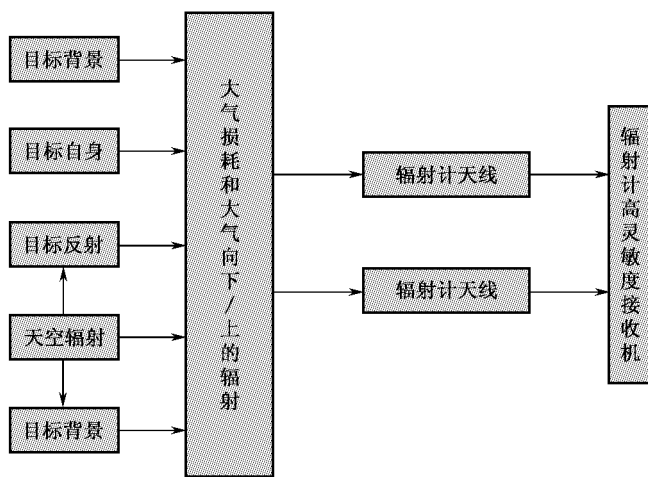 目标背景
目标自身
目标反射
天空辐射
目标背景
大气损耗和大气向下/上的辐射
辐射计天线
辐射计天线
辐射计高灵敏度接收机